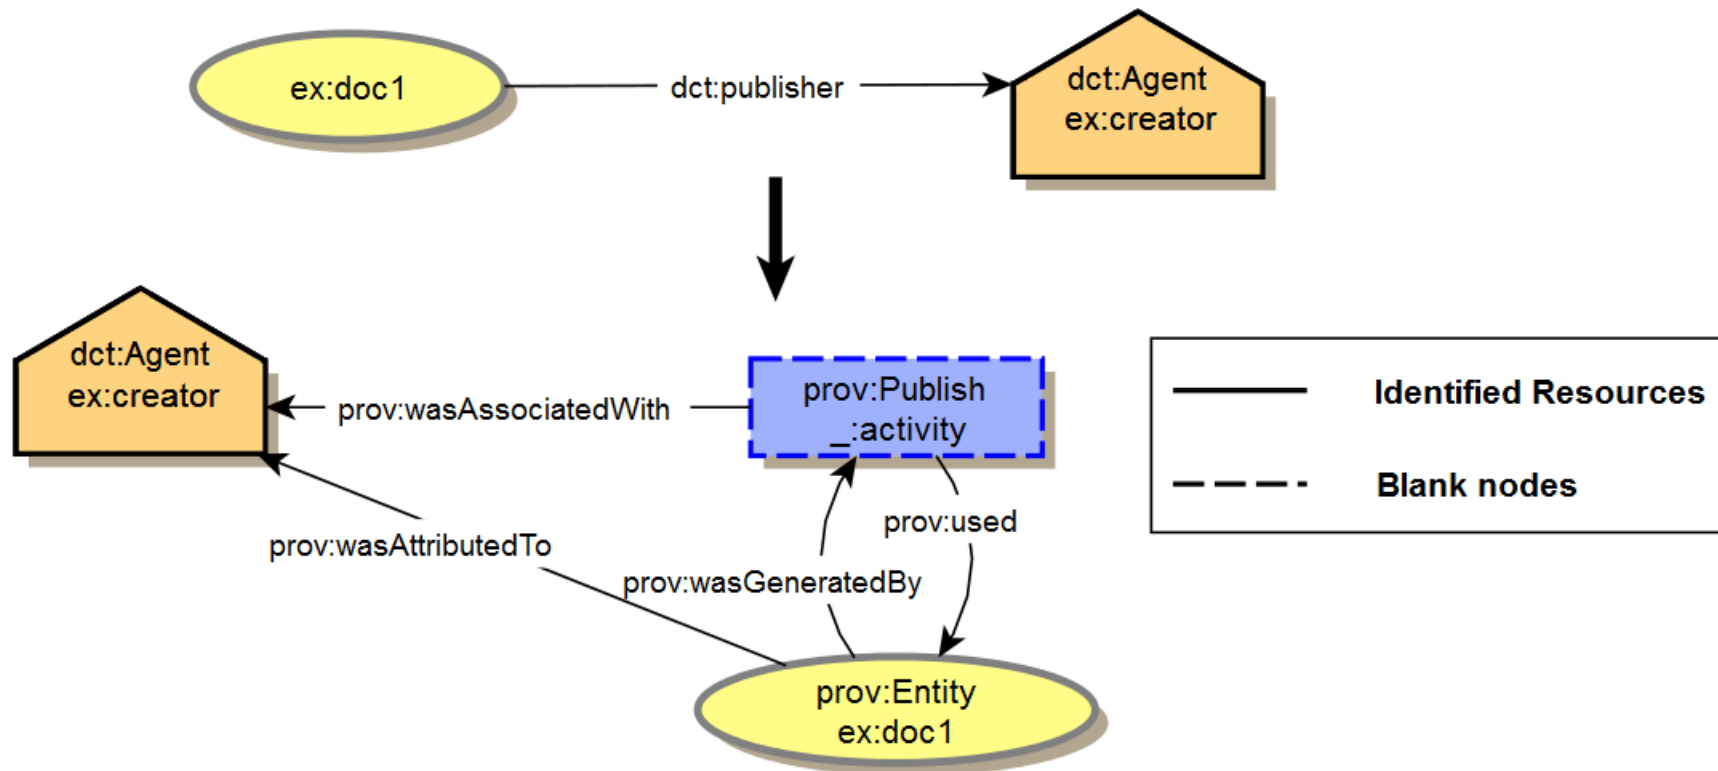 ex:doc1
dct:publisher
dct:Agent
ex:creator
dct:Agent
ex:creator
prov:wasAssociatedWith
prov:Publish
_:activity
Identified Resources
Blank nodes
prov:used
prov:wasAttributedTo
prov:wasGeneratedBy
prov:Entity
ex:doc1